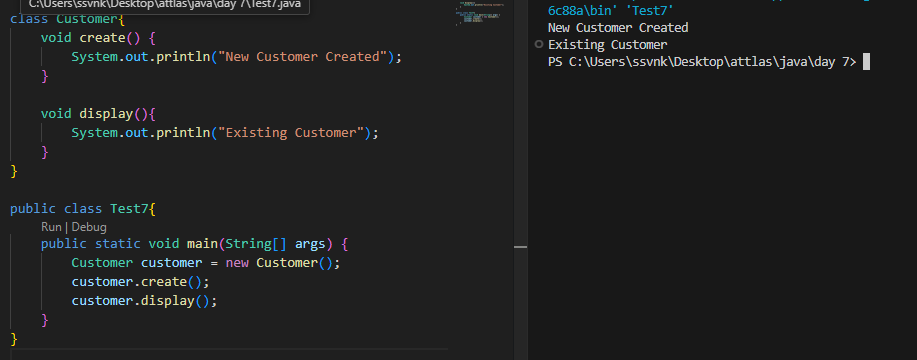 C:\Users\ssvnk\Desktop\attlas\java\day 7\Test7.java
class Customer{
    void create() {
        System.out.println("New Customer Created");
    }

    void display(){
        System.out.println("Existing Customer");
    }
}

public class Test7{
    Run | Debug
    public static void main(String[] args) {
        Customer customer = new Customer();
        customer.create();
        customer.display();
    }
}
6c88a\bin' 'Test7'
New Customer Created
Existing Customer
PS C:\Users\ssvnk\Desktop\attlas\java\day 7>